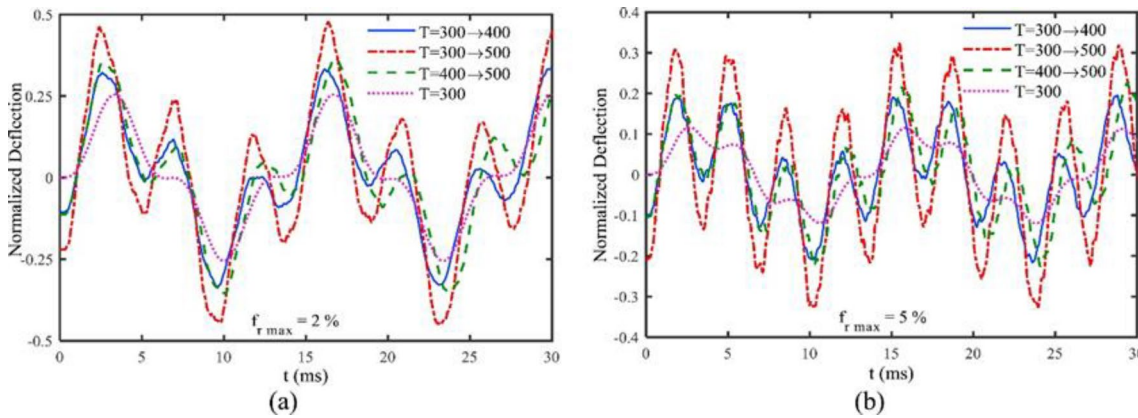 0.5
0.25
0
-0.25
-0.5
Normalized Deflection
T=300→400
T=300→500
T=400→500
T=300
f r max = 2 %
0 5 10 15 20 25 30
t (ms)
(a)
0.4
0.3
0.2
0.1
0
-0.1
-0.2
-0.3
-0.4
Normalized Deflection
T=300→400
T=300→500
T=400→500
T=300
f r max = 5 %
0 5 10 15 20 25 30
t (ms)
(b)